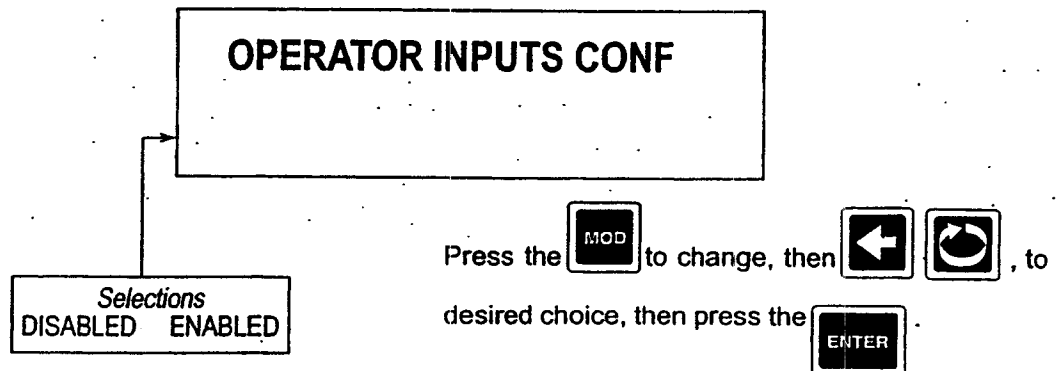 OPERATOR INPUTS CONF
Press the MOD to change, then , to
Selections
DISABLED ENABLED
desired choice, then press the ENTER .